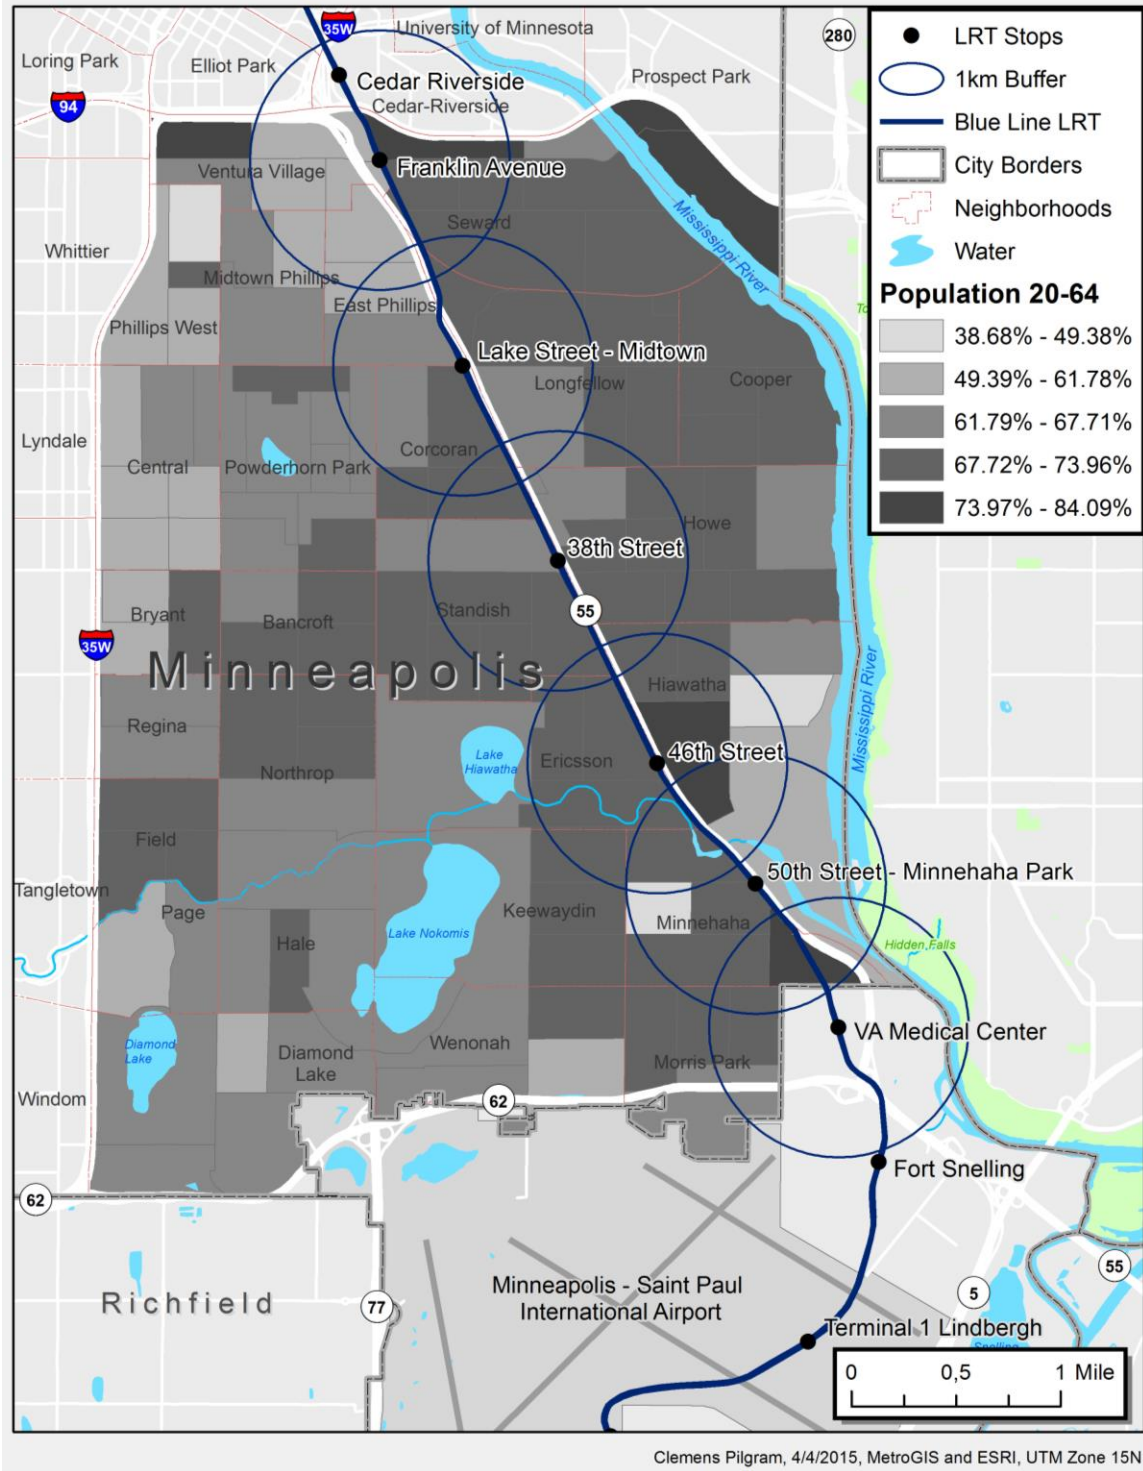 35W
University of Minnesota
280
Loring Park
Elliot Park
Prospect Park
Cedar Riverside
Cedar-Riverside
94
Franklin Avenue
Ventura Village
Seward
Whittier
Mississippi River
Midtown Phillips
East Phillips
Phillips West
Lake Street - Midtown
Longfellow
Cooper
Lyndale
Corcoran
Central
Powderhorn Park
Howe
38th Street
Standish
55
Bryant
Bancroft
35W
Minneapolis
Hiawatha
Mississippi River
Regina
Lake
Hiawatha
Ericsson
46th Street
Northrop
Field
50th Street - Minnehaha Park
Tangletown
Page
Keewaydin
Minnehaha
Hale
Lake Nokomis
Hidden Falls
VA Medical Center
Diamond
Lake
Diamond
Lake
Wenonah
Morris Park
Windom
62
Fort Snelling
62
55
Minneapolis - Saint Paul
International Airport
5
Richfield
77
Terminal 1 Lindbergh
LRT Stops
1km Buffer
Blue Line LRT
City Borders
Neighborhoods
Water
Population 20-64
38.68% - 49.38%
49.39% - 61.78%
61.79% - 67.71%
67.72% - 73.96%
73.97% - 84.09%
0 0,5 1 Mile
Clemens Pilgram, 4/4/2015, MetroGIS and ESRI, UTM Zone 15N